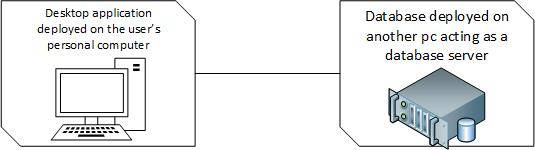 Desktop application
deployed on the user's
personal computer
Database deployed on
another pc acting as a
database server